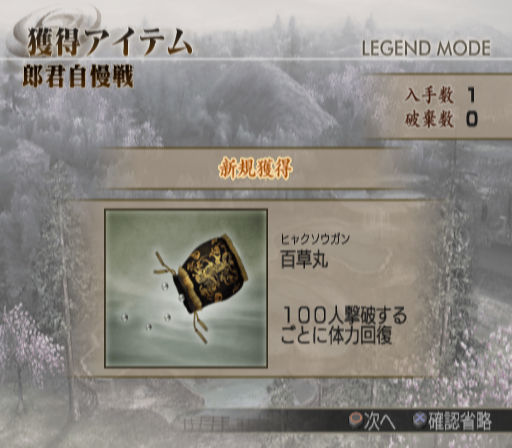 獲得アイテム
LEGEND MODE
郎君自慢戦
入手数 1
破棄数 0
新規獲得
ヒャクソウガン
百草丸
100人撃破する
ごとに体力回復
次へ 確認省略